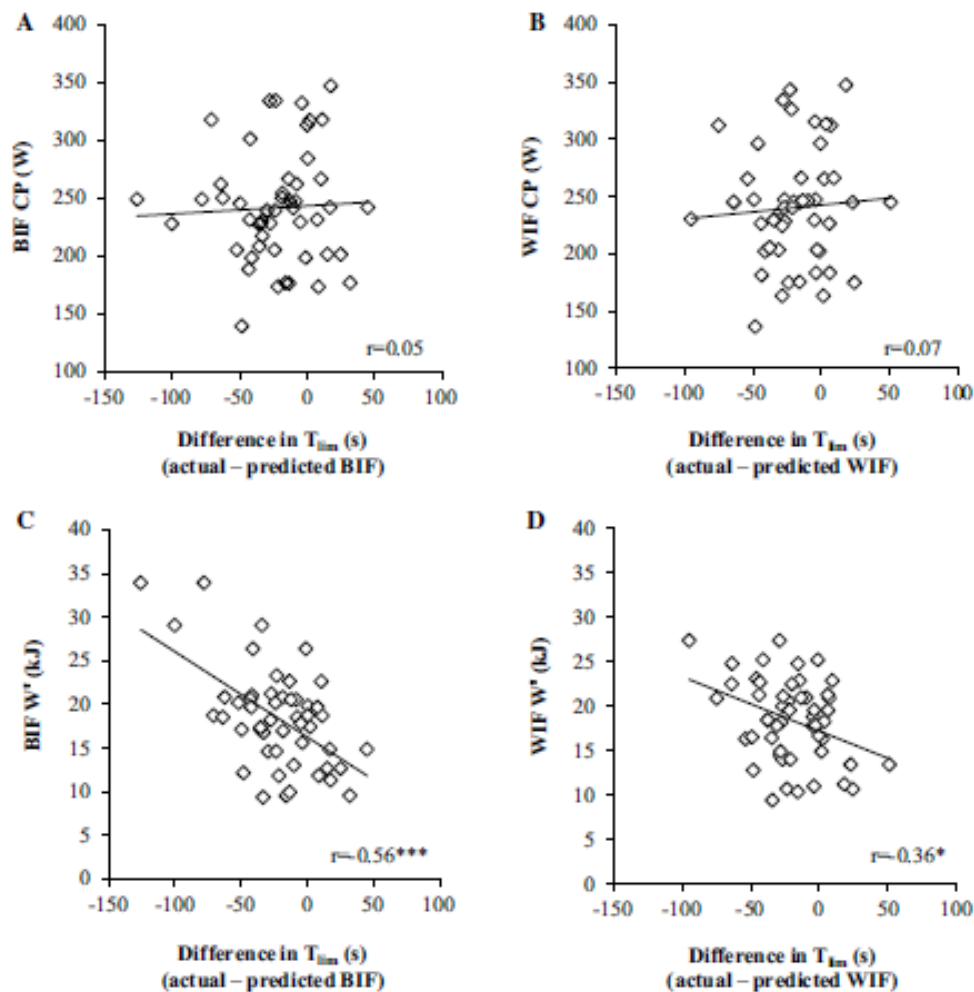 A
400
350
300
250
200
150
100
BIF CP (W)
-150 -100 -50 0 50 100
r=0.05
Difference in Tlim (s)
(actual – predicted BIF)
B
400
350
300
250
200
150
100
WIF CP (W)
-150 -100 -50 0 50 100
r=0.07
Difference in Tlim (s)
(actual – predicted WIF)
C
40
35
30
25
20
15
10
5
0
BIF W' (kJ)
-150 -100 -50 0 50 100
r=-0.56***
Difference in Tlim (s)
(actual – predicted BIF)
D
40
35
30
25
20
15
10
5
0
WIF W' (kJ)
-150 -100 -50 0 50 100
r=-0.36*
Difference in Tlim (s)
(actual – predicted WIF)